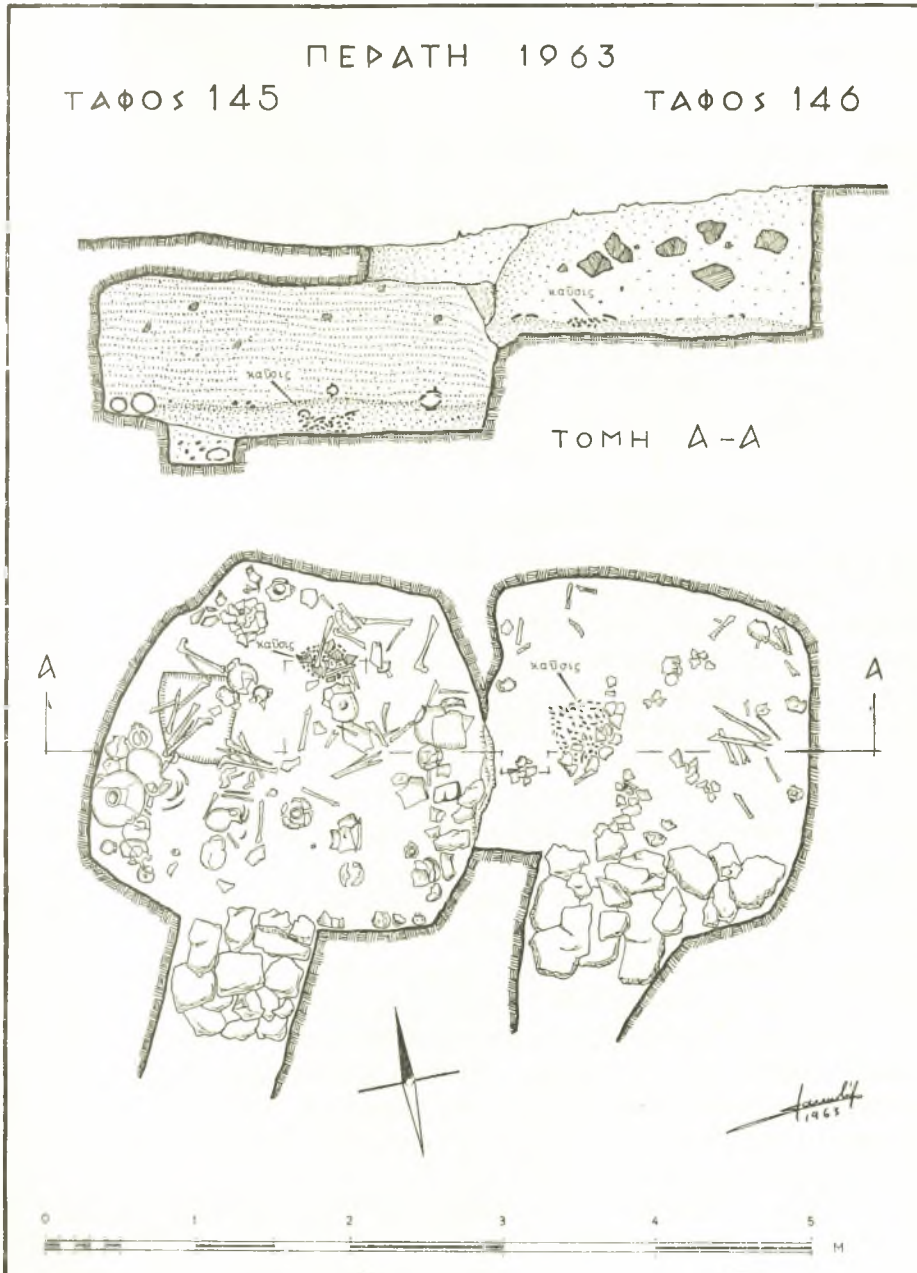 ΠΕΡΑΤΗ 1963
ΤΑΦΟΣ 145
ΤΑΦΟΣ 146
καῦσις
καῦσις
ΤΟΜΗ Α-Α
καῦσις
καῦσις
Α
Α
1963
0 1 2 3 4 5
Μ